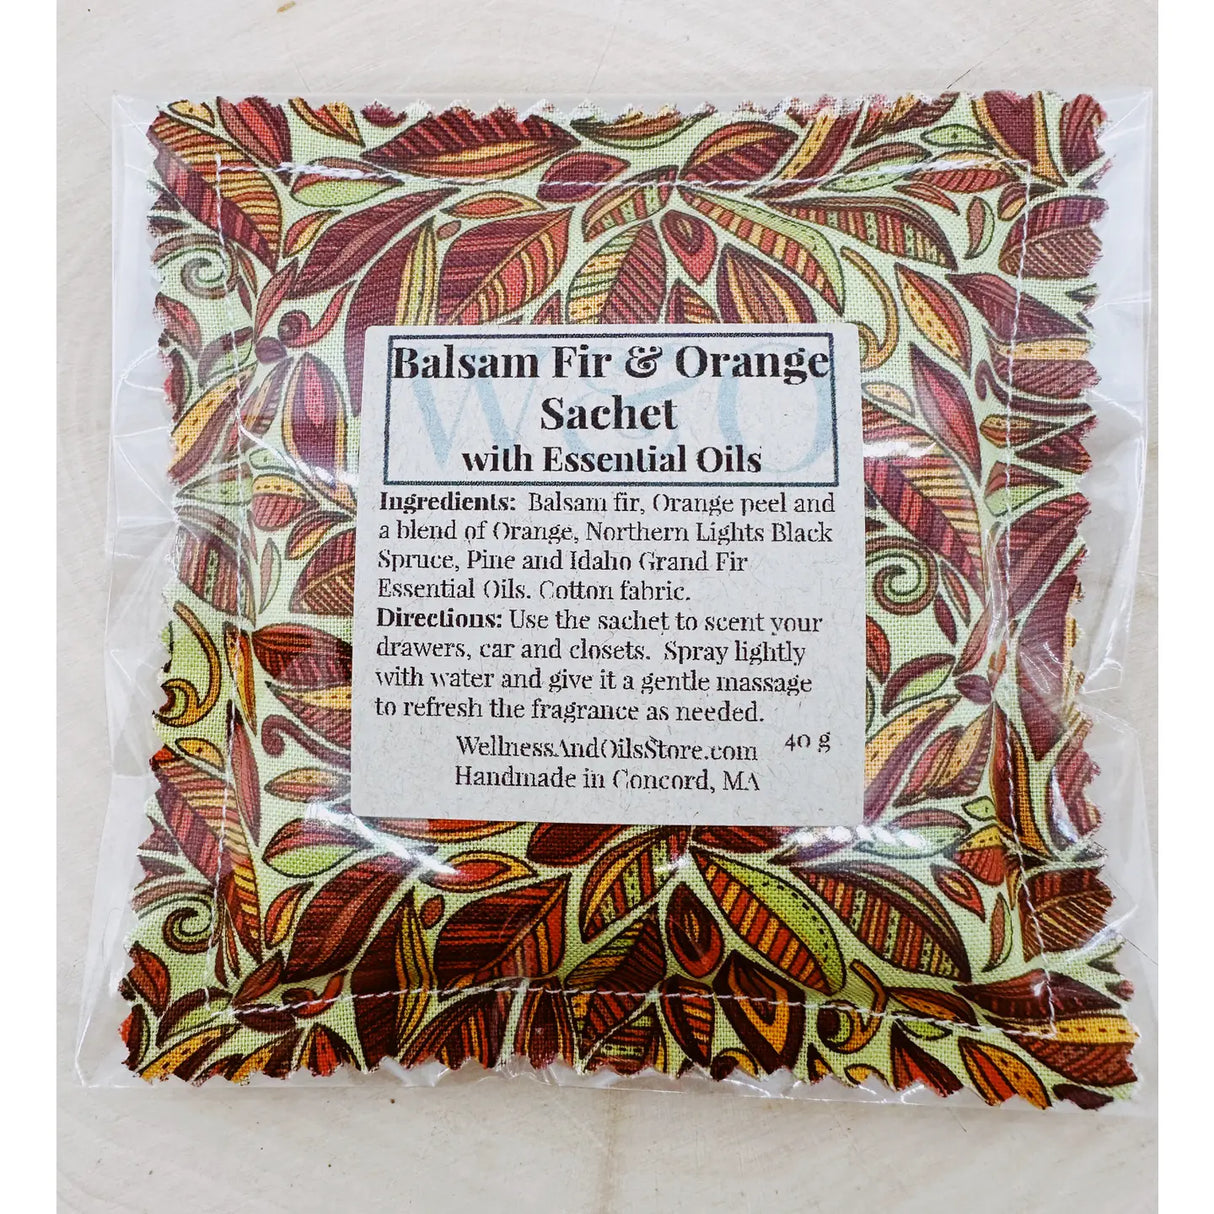 Balsam Fir & Orange
Sachet
with Essential Oils
Ingredients: Balsam fir, Orange peel and
a blend of Orange, Northern Lights Black
Spruce, Pine and Idaho Grand Fir
Essential Oils. Cotton fabric.
Directions: Use the sachet to scent your
drawers, car and closets. Spray lightly
with water and give it a gentle massage
to refresh the fragrance as needed.
WellnessAndOilsStore.com 40 g
Handmade in Concord, MA
W&O